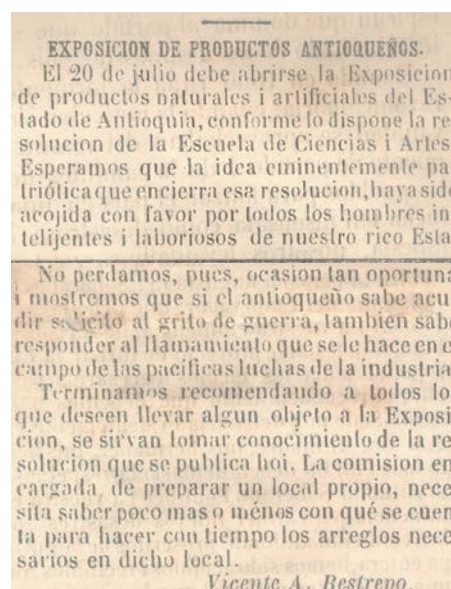 EXPOSICION DE PRODUCTOS ANTIOQUEÑOS.
El 20 de julio debe abrirse la Exposicion
de productos naturales i artificiales del Es-
tado de Antioquia, conforme lo dispone la re
solucion de la Escuela de Ciencias i Artes
Esperamos que la idea eminentemente pa
triótica que encierra esa resolucion, haya sido
acojida con favor por todos los hombres in
telijentes i laboriosos de nuestro rico Esta
No perdamos, pues, ocasion tan oportuna
i mostremos que si el antioqueño sabe acu
dir solícito al grito de guerra, tambien sabe
responder al llamamiento que se le hace en e
campo de las pacíficas luchas de la industria
Terminamos recomendando a todos lo
que deseen llevar algun objeto a la Exposi
cion, se sirvan tomar conocimiento de la re
solucion que se publica hoi. La comision en
cargada de preparar un local propio, nece
sita saber poco mas o ménos con qué se cuen
ta para hacer con tiempo los arreglos nece
sarios en dicho local.
Vicente A. Restrepo.